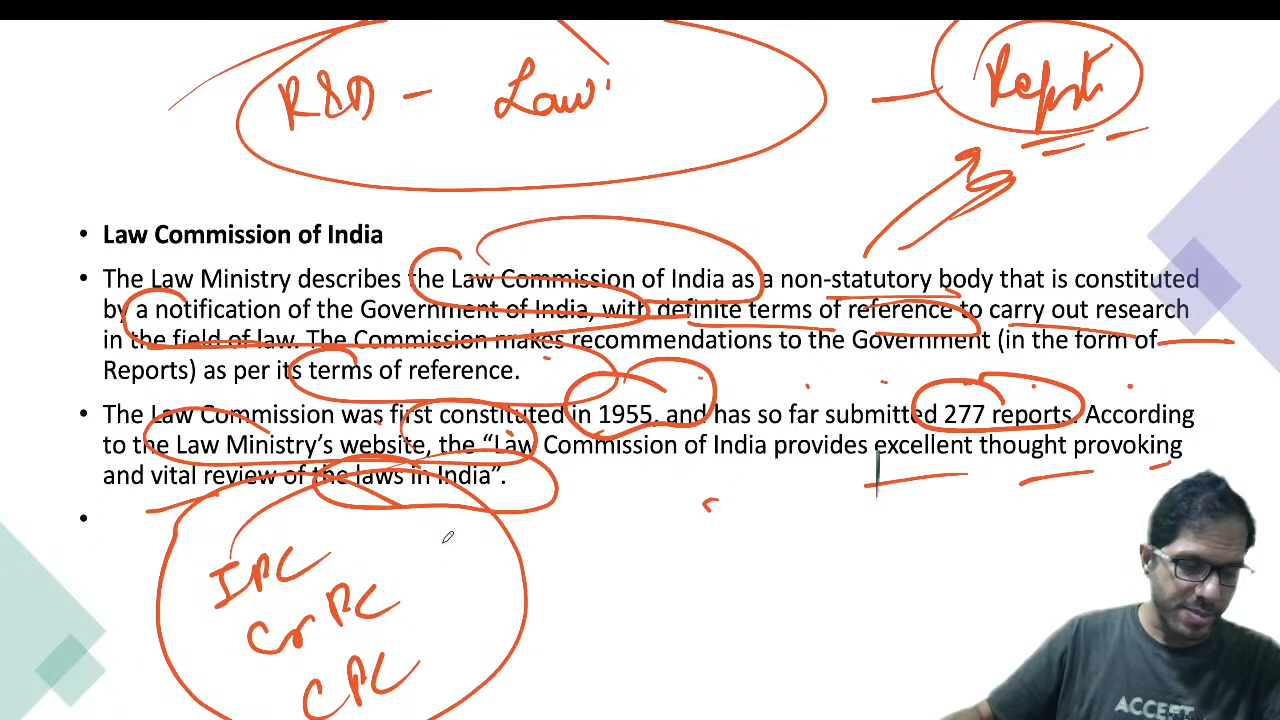 R&D - Law
Report
• Law Commission of India
• The Law Ministry describes the Law Commission of India as a non-statutory body that is constituted
by a notification of the Government of India, with definite terms of reference to carry out research
in the field of law. The Commission makes recommendations to the Government (in the form of
Reports) as per its terms of reference.
• The Law Commission was first constituted in 1955, and has so far submitted 277 reports. According
to the Law Ministry’s website, the “Law Commission of India provides excellent thought provoking
and vital review of the laws in India”.
•
IPC
CrPC
CPC
ACCEPT